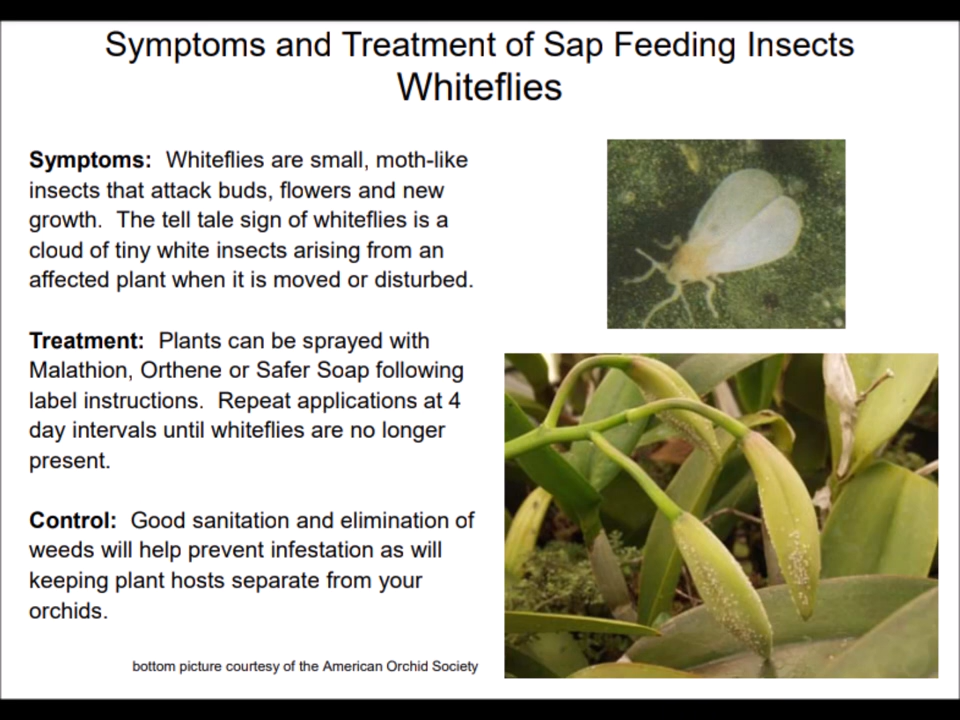 Symptoms and Treatment of Sap Feeding Insects
Whiteflies
Symptoms: Whiteflies are small, moth-like
insects that attack buds, flowers and new
growth. The tell tale sign of whiteflies is a
cloud of tiny white insects arising from an
affected plant when it is moved or disturbed.
Treatment: Plants can be sprayed with
Malathion, Orthene or Safer Soap following
label instructions. Repeat applications at 4
day intervals until whiteflies are no longer
present.
Control: Good sanitation and elimination of
weeds will help prevent infestation as will
keeping plant hosts separate from your
orchids.
bottom picture courtesy of the American Orchid Society